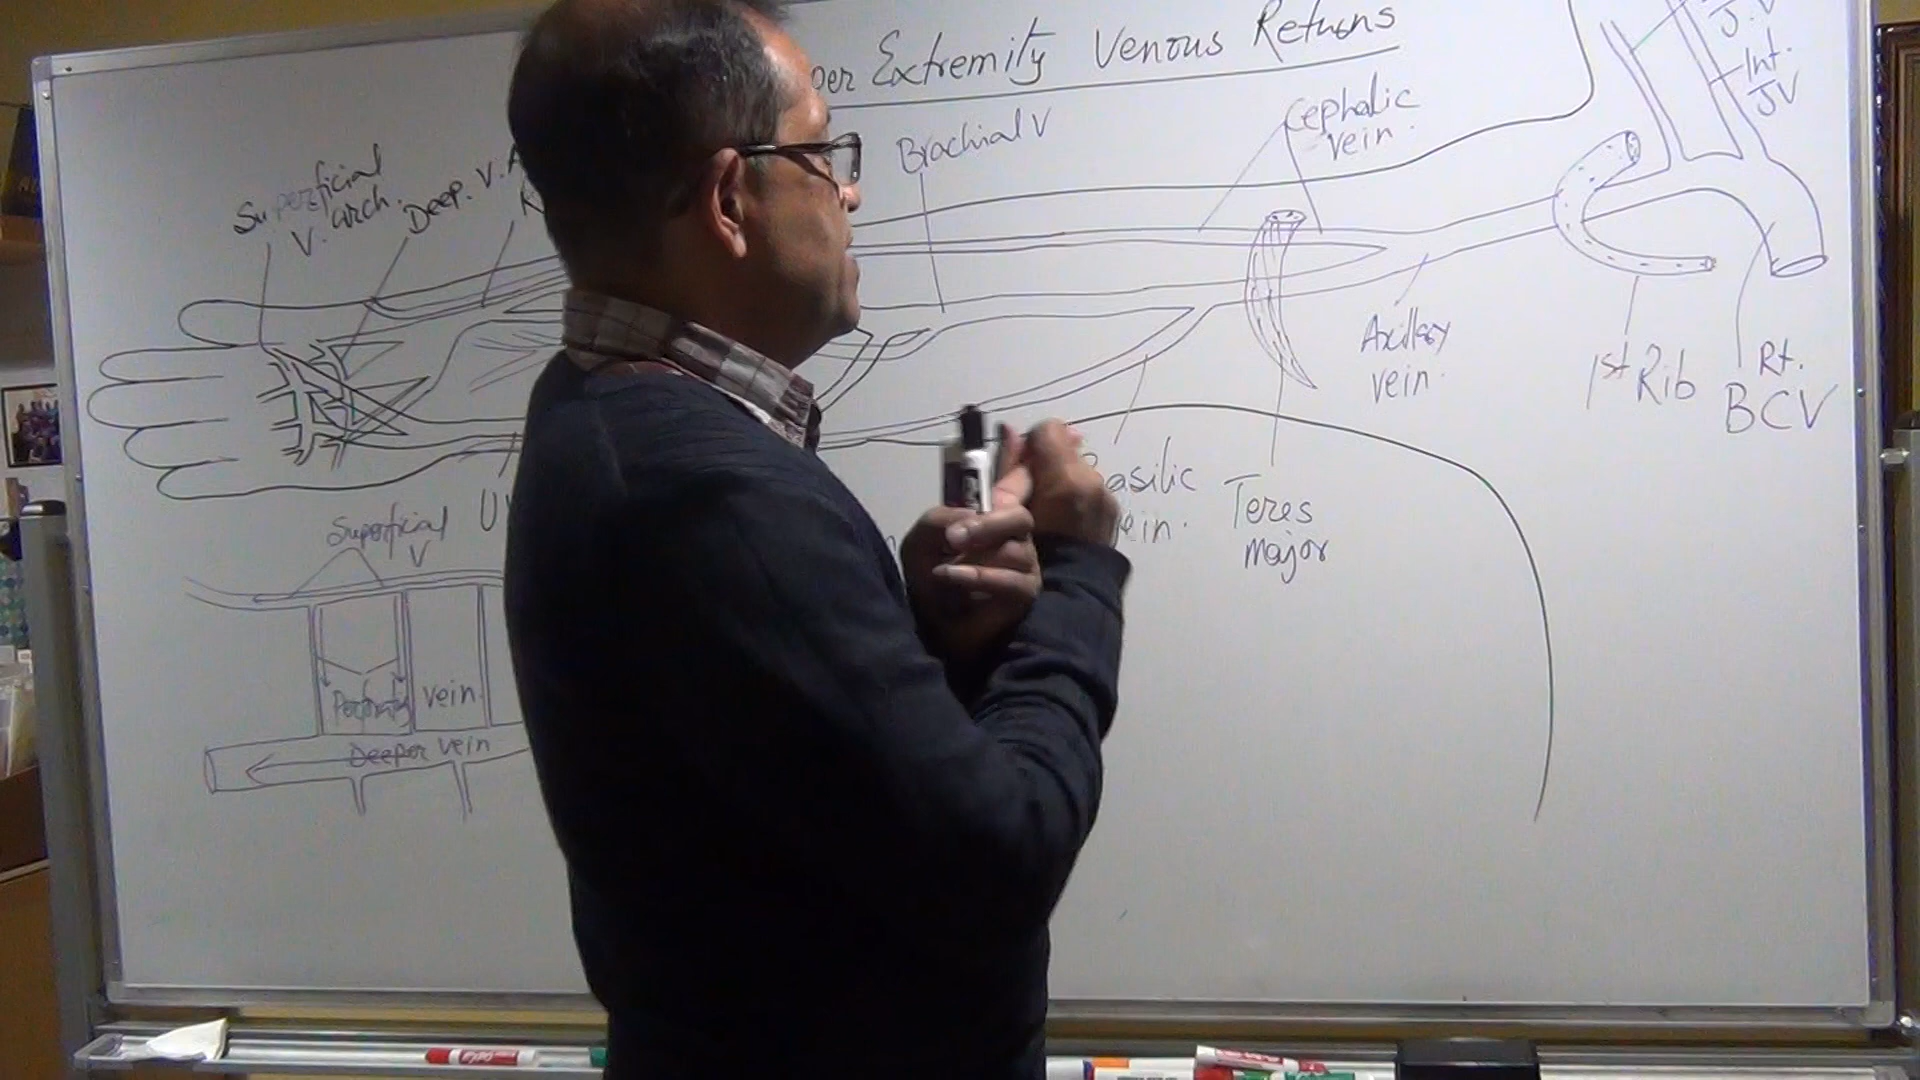 per Extremity Venous Returns
Superficial
V. arch.
Deep. V. A
R
Brachial V
Cephalic
vein.
J.V
Int.
JV
Axillary
vein.
1st Rib
Rt.
BCV
Basilic
vein.
Teres
major
Superficial
V
U
Perforating vein
Deeper vein